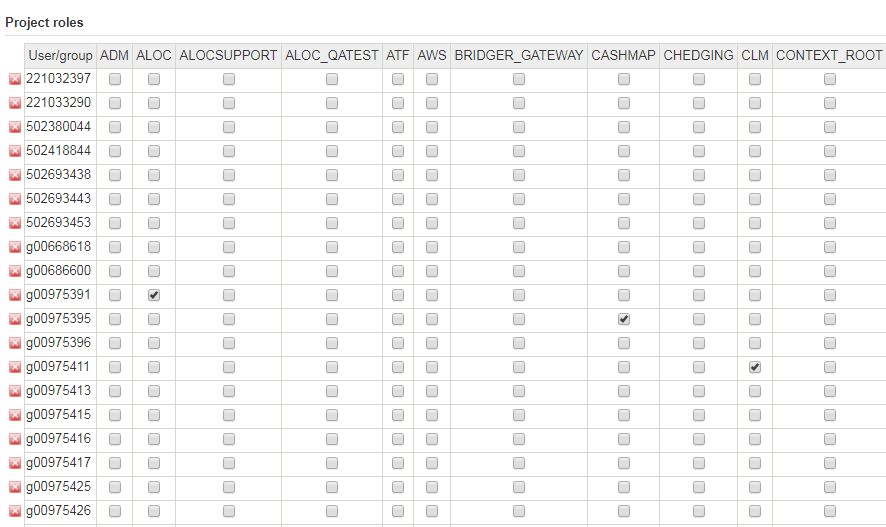 Project roles
User/group ADM ALOC ALOCSUPPORT ALOC_QATEST ATF AWS BRIDGER_GATEWAY CASHMAP CHEDGING CLM CONTEXT_ROOT
221032397
221033290
502380044
502418844
502693438
502693443
502693453
g00668618
g00686600
g00975391
g00975395
g00975396
g00975411
g00975413
g00975415
g00975416
g00975417
g00975425
g00975426